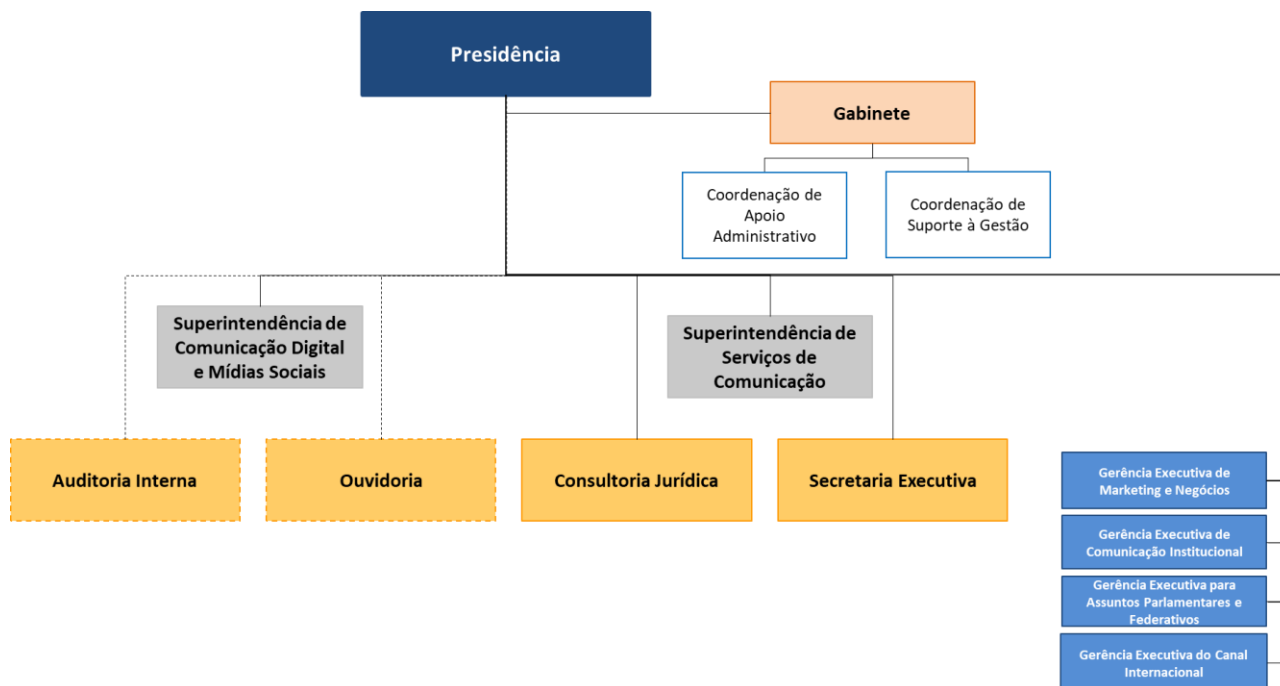 Presidência
Gabinete
Coordenação de
Apoio
Administrativo
Coordenação de
Suporte à Gestão
Superintendência de
Comunicação Digital
e Mídias Sociais
Superintendência de
Serviços de
Comunicação
Auditoria Interna
Ouvidoria
Consultoria Jurídica
Secretaria Executiva
Gerência Executiva de
Marketing e Negócios
Gerência Executiva de
Comunicação Institucional
Gerência Executiva para
Assuntos Parlamentares e
Federativos
Gerência Executiva do Canal
Internacional